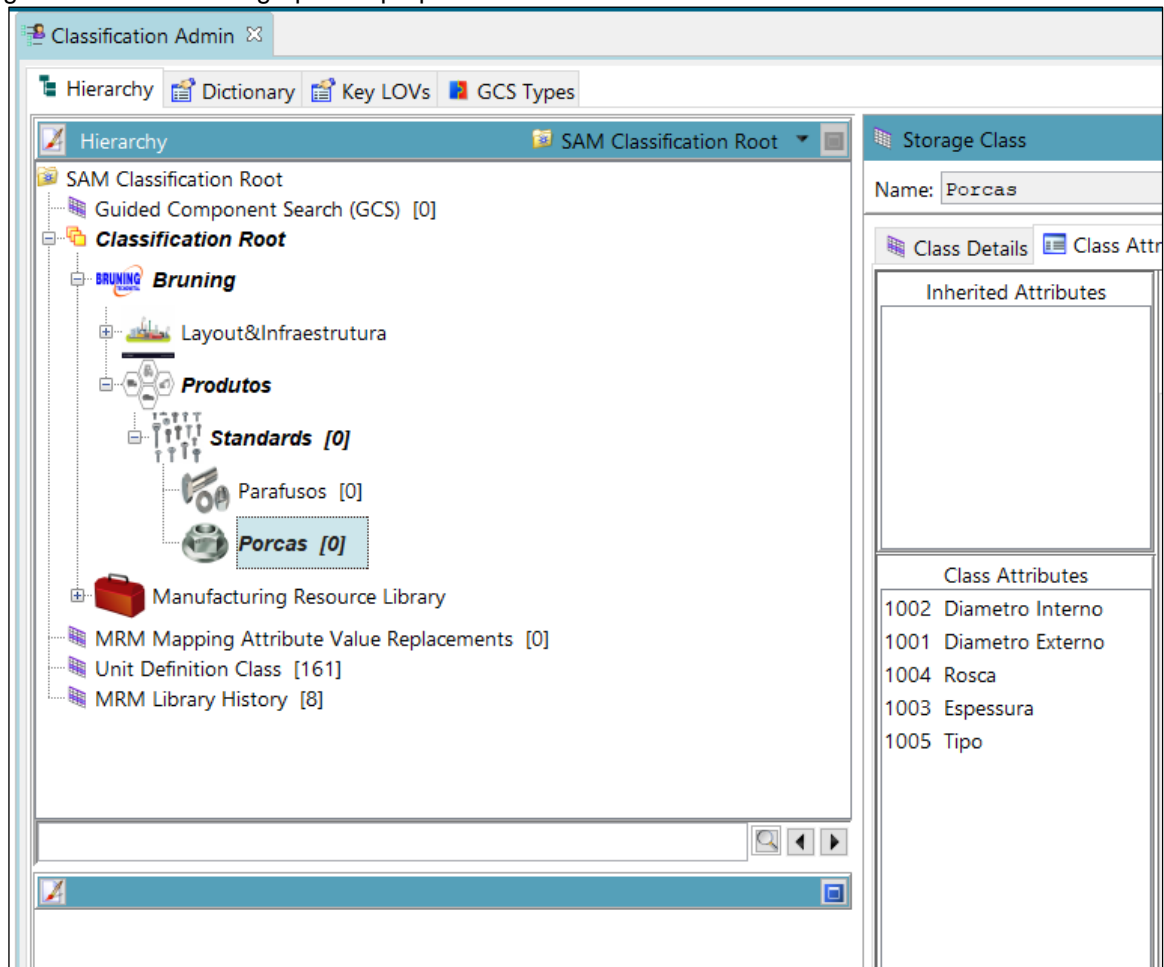 Classification Admin
Hierarchy Dictionary Key LOVs GCS Types
Hierarchy SAM Classification Root
SAM Classification Root
Guided Component Search (GCS) [0]
Classification Root
BRUNING Bruning
Layout&Infraestrutura
Produtos
Standards [0]
Parafusos [0]
Porcas [0]
Manufacturing Resource Library
MRM Mapping Attribute Value Replacements [0]
Unit Definition Class [161]
MRM Library History [8]
Storage Class
Name: Porcas
Class Details Class Attr
Inherited Attributes
Class Attributes
1002 Diametro Interno
1001 Diametro Externo
1004 Rosca
1003 Espessura
1005 Tipo